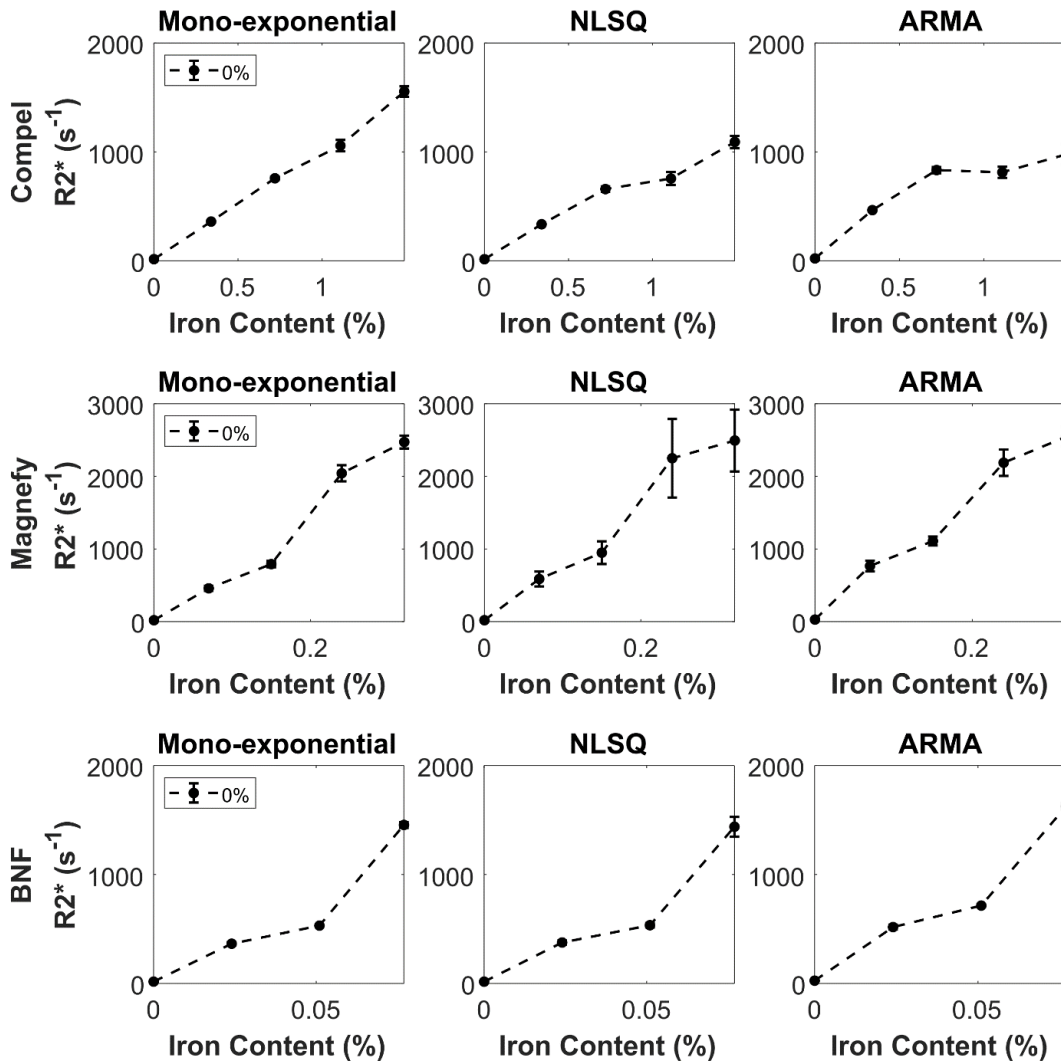 Mono-exponential
NLSQ
ARMA
Compel
R2* (s⁻¹)
2000
1000
0
0%
0
0.5
1
Iron Content (%)
2000
1000
0
0
0.5
1
Iron Content (%)
2000
1000
0
0
0.5
1
Iron Content (%)
Mono-exponential
NLSQ
ARMA
Magnefy
R2* (s⁻¹)
3000
2000
1000
0
0%
0
0.2
Iron Content (%)
3000
2000
1000
0
0
0.2
Iron Content (%)
3000
2000
1000
0
0
0.2
Iron Content (%)
Mono-exponential
NLSQ
ARMA
BNF
R2* (s⁻¹)
2000
1000
0
0%
0
0.05
Iron Content (%)
2000
1000
0
0
0.05
Iron Content (%)
2000
1000
0
0
0.05
Iron Content (%)